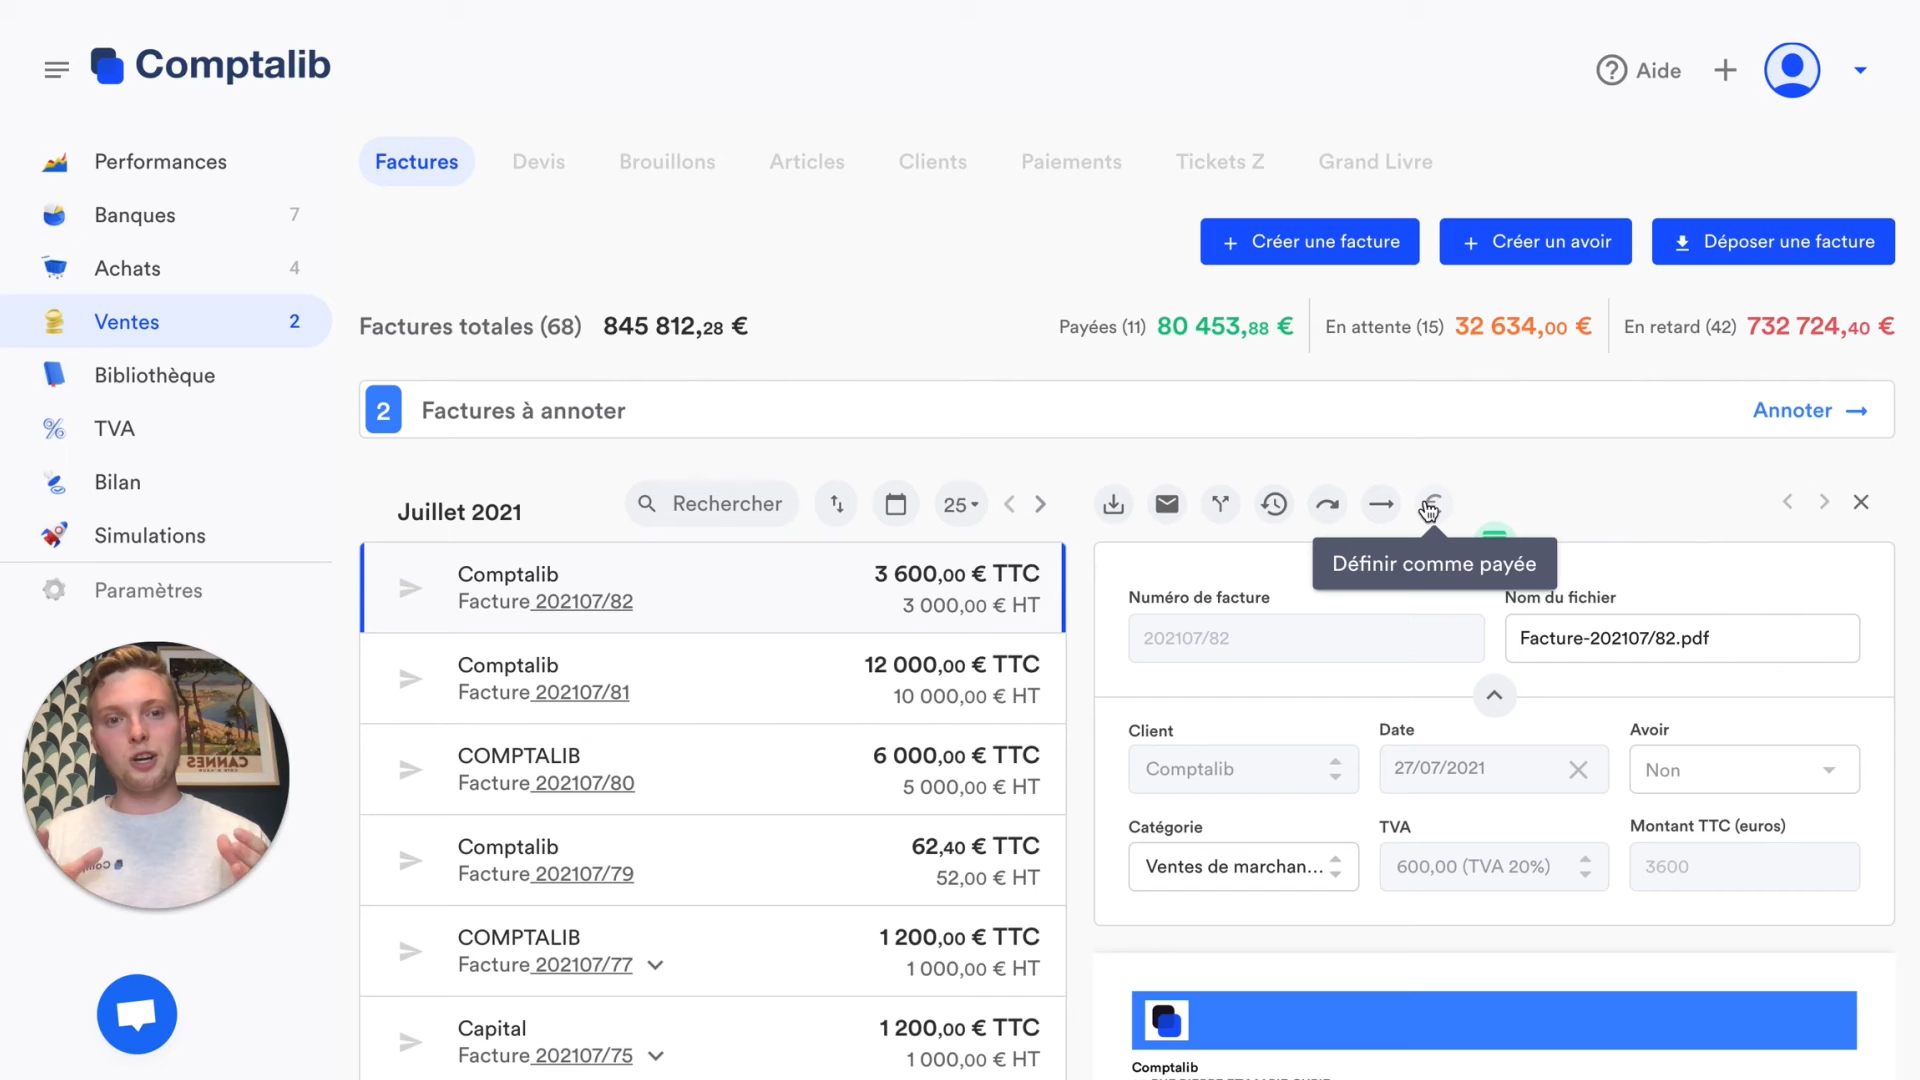 Comptalib
Aide
Performances
Banques 7
Achats 4
Ventes 2
Bibliothèque
TVA
Bilan
Simulations
Paramètres
Factures Devis Brouillons Articles Clients Paiements Tickets Z Grand Livre
+ Créer une facture
+ Créer un avoir
Déposer une facture
Factures totales (68) 845 812,28 €
Payées (11) 80 453,88 €
En attente (15) 32 634,00 €
En retard (42) 732 724,40 €
2 Factures à annoter
Annoter →
Juillet 2021
Rechercher
25
Définir comme payée
Comptalib 3 600,00 € TTC
Facture 202107/82 3 000,00 € HT
Comptalib 12 000,00 € TTC
Facture 202107/81 10 000,00 € HT
COMPTALIB 6 000,00 € TTC
Facture 202107/80 5 000,00 € HT
Comptalib 62,40 € TTC
Facture 202107/79 52,00 € HT
COMPTALIB 1 200,00 € TTC
Facture 202107/77 1 000,00 € HT
Capital 1 200,00 € TTC
Facture 202107/75 1 000,00 € HT
Numéro de facture
202107/82
Nom du fichier
Facture-202107/82.pdf
Client
Comptalib
Date
27/07/2021
Avoir
Non
Catégorie
Ventes de marchan...
TVA
600,00 (TVA 20%)
Montant TTC (euros)
3600
Comptalib
CANNES